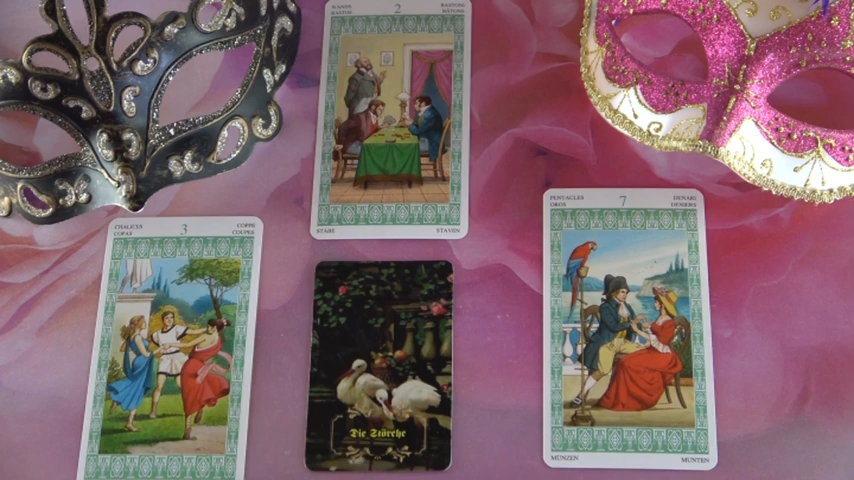 WANDS
BASTOS
2
BASTONI
BÂTONS
STÄBE
STAVEN
CHALICES
COPAS
3
COPPE
COUPES
Die Störche
PENTACLES
OROS
7
DENARI
DENIERS
MÜNZEN
MUNTEN